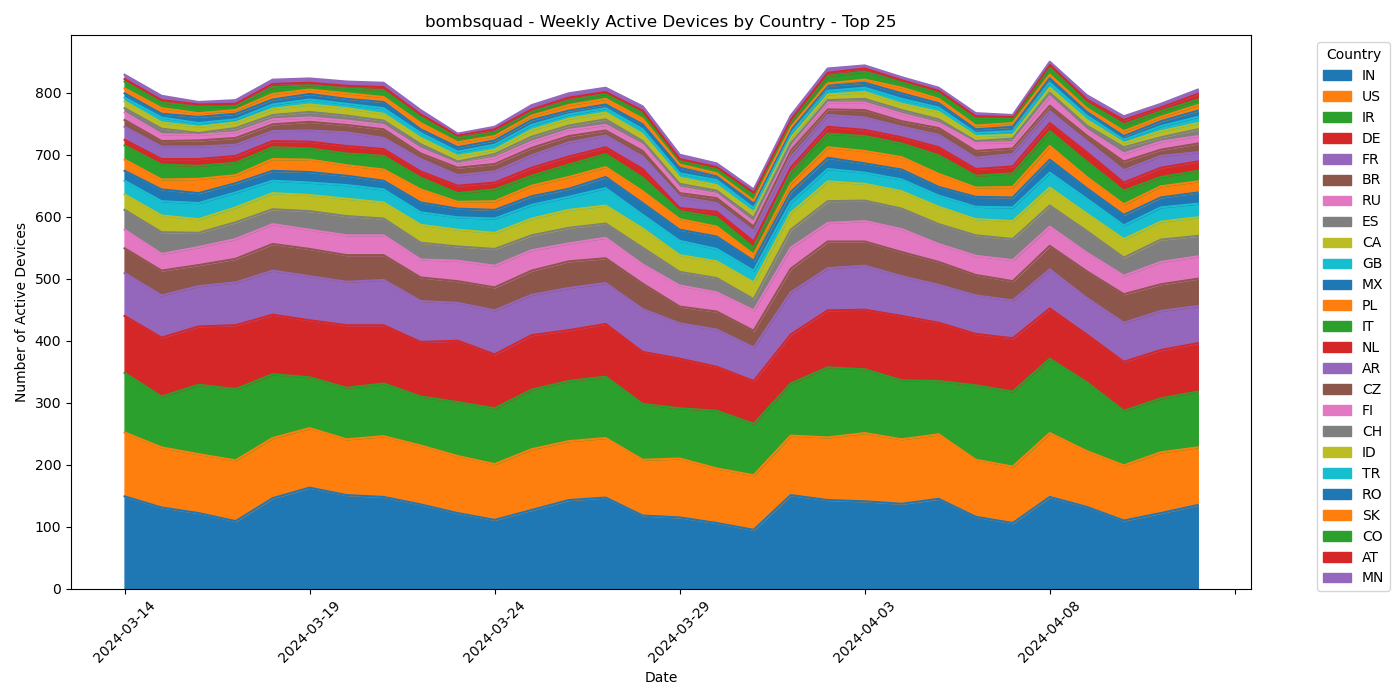 bombsquad - Weekly Active Devices by Country - Top 25
Number of Active Devices
800
700
600
500
400
300
200
100
0
2024-03-14
2024-03-19
2024-03-24
2024-03-29
2024-04-03
2024-04-08
Date
Country
IN
US
IR
DE
FR
BR
RU
ES
CA
GB
MX
PL
IT
NL
AR
CZ
FI
CH
ID
TR
RO
SK
CO
AT
MN